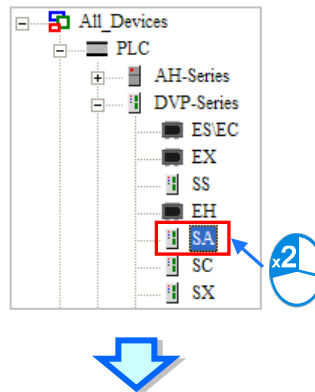 All_Devices
PLC
AH-Series
DVP-Series
ES\EC
EX
SS
EH
SA
SC
SX
x2